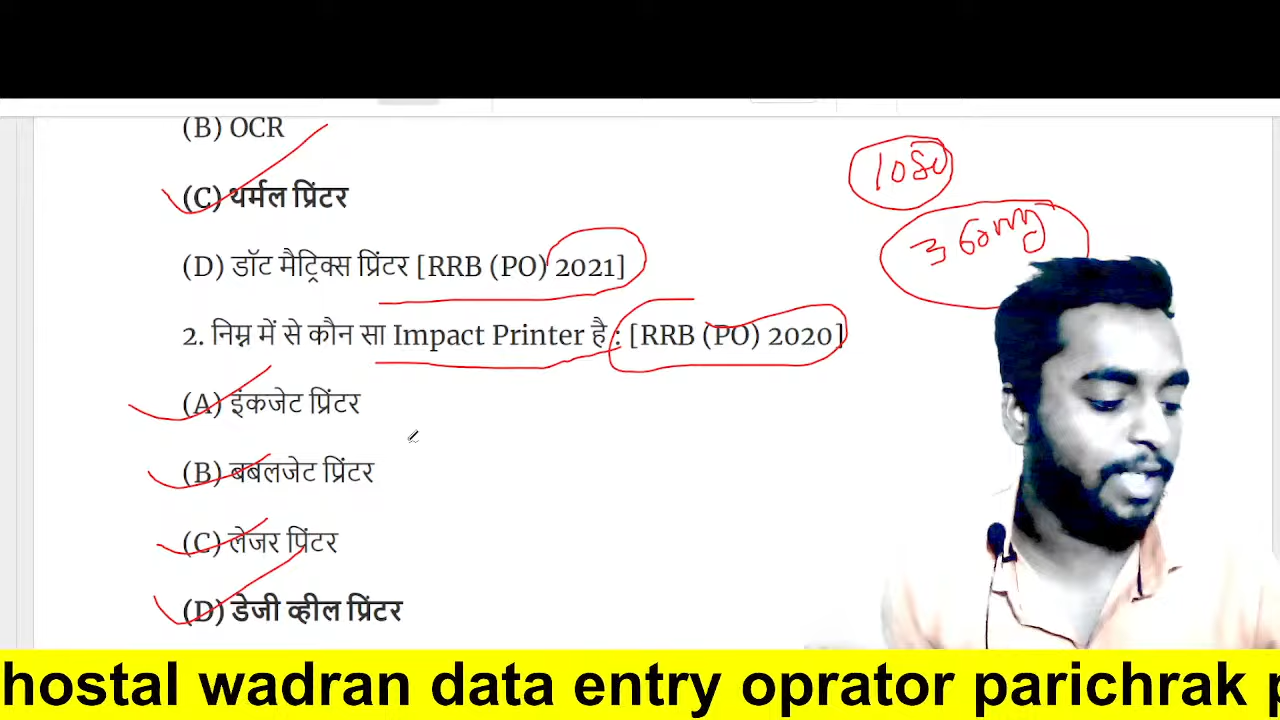 (B) OCR
1080
(C) थर्मल प्रिंटर
(D) डॉट मैट्रिक्स प्रिंटर [RRB (PO) 2021]
2. निम्न में से कौन सा Impact Printer है : [RRB (PO) 2020]
(A) इंकजेट प्रिंटर
(B) बबलजेट प्रिंटर
(C) लेजर प्रिंटर
(D) डेजी व्हील प्रिंटर
hostal wadran data entry oprator parichrak